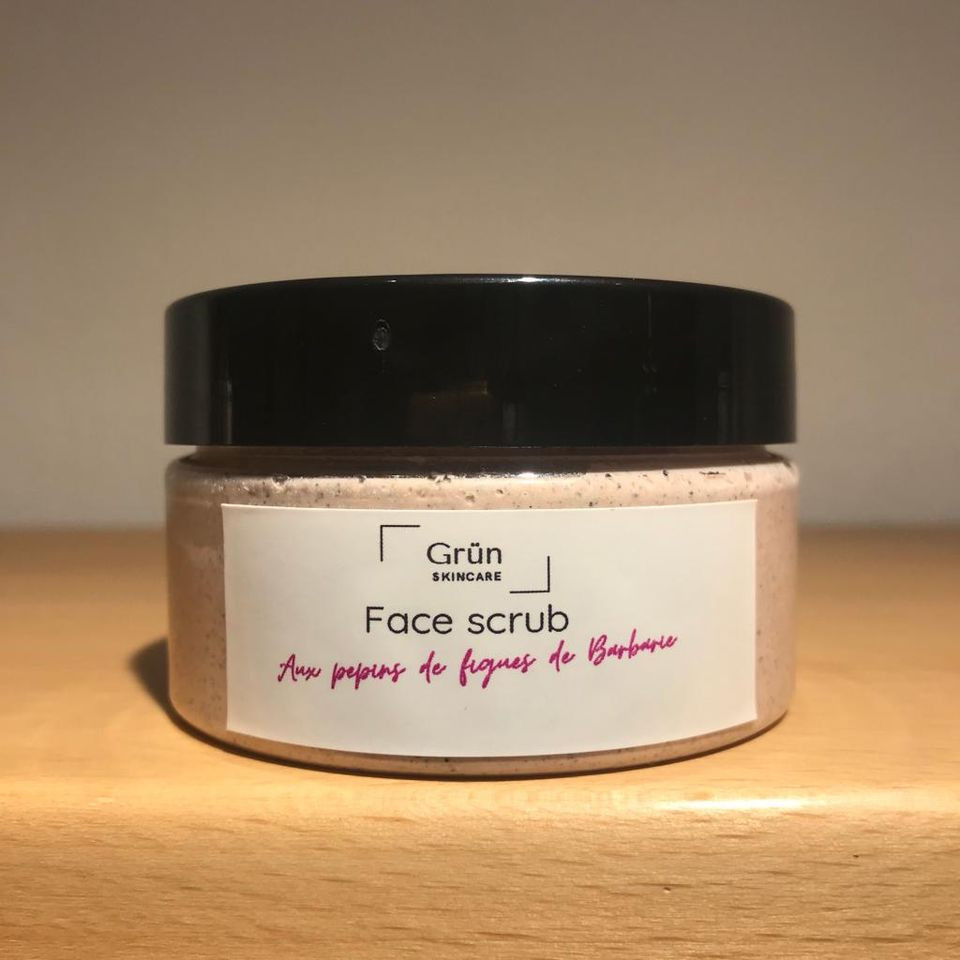 Grün
SKINCARE
Face scrub
Aux pepins de figues de Barbarie